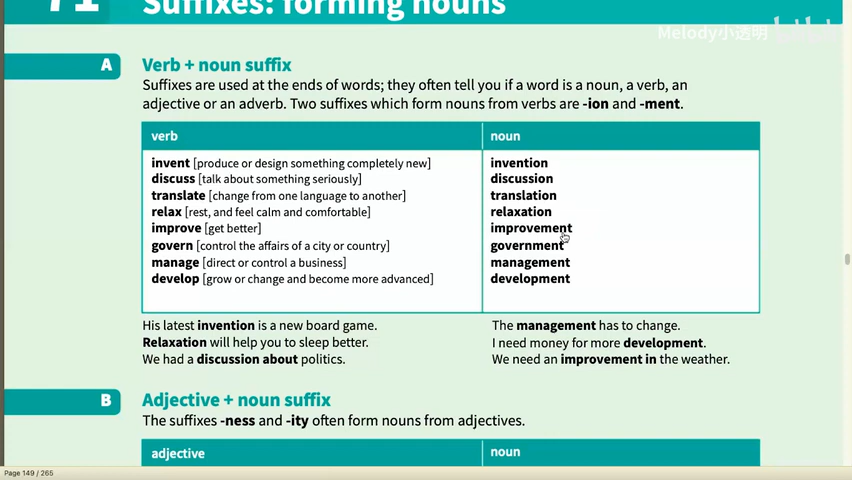 71 Suffixes: forming nouns
Melody小透明 bilibili
A Verb + noun suffix
Suffixes are used at the ends of words; they often tell you if a word is a noun, a verb, an
adjective or an adverb. Two suffixes which form nouns from verbs are -ion and -ment.
verb noun
invent [produce or design something completely new] invention
discuss [talk about something seriously] discussion
translate [change from one language to another] translation
relax [rest, and feel calm and comfortable] relaxation
improve [get better] improvement
govern [control the affairs of a city or country] government
manage [direct or control a business] management
develop [grow or change and become more advanced] development
His latest invention is a new board game. The management has to change.
Relaxation will help you to sleep better. I need money for more development.
We had a discussion about politics. We need an improvement in the weather.
B Adjective + noun suffix
The suffixes -ness and -ity often form nouns from adjectives.
adjective noun
Page 149 / 265